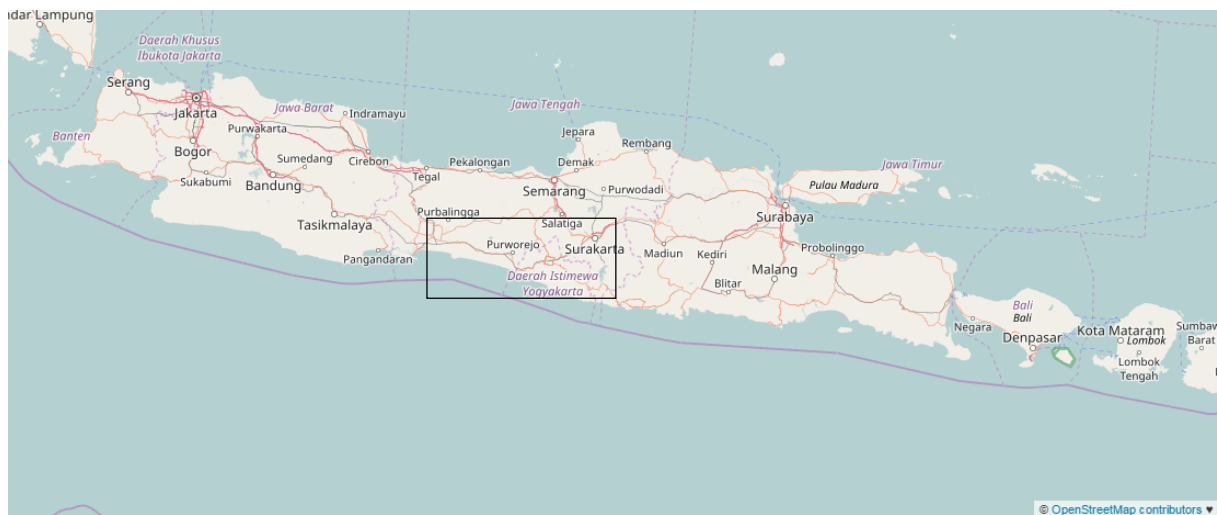 ndar Lampung
Daerah Khusus
Ibukota Jakarta
Serang
Jakarta
Jawa Barat
Indramayu
Jawa Tengah
Banten
Purwakarta
Bogor
Sumedang
Cirebon
Sukabumi
Bandung
Tegal
Pekalongan
Jepara
Rembang
Demak
Semarang
Purwodadi
Jawa Timur
Pulau Madura
Tasikmalaya
Purbalingga
Salatiga
Surabaya
Pangandaran
Purworejo
Surakarta
Madiun
Kediri
Probolinggo
Daerah Istimewa
Yogyakarta
Malang
Blitar
Bali
Bali
Negara
Denpasar
Kota Mataram
Lombok
Lombok
Tengah
Sumbaw
Barat
© OpenStreetMap contributors ♥